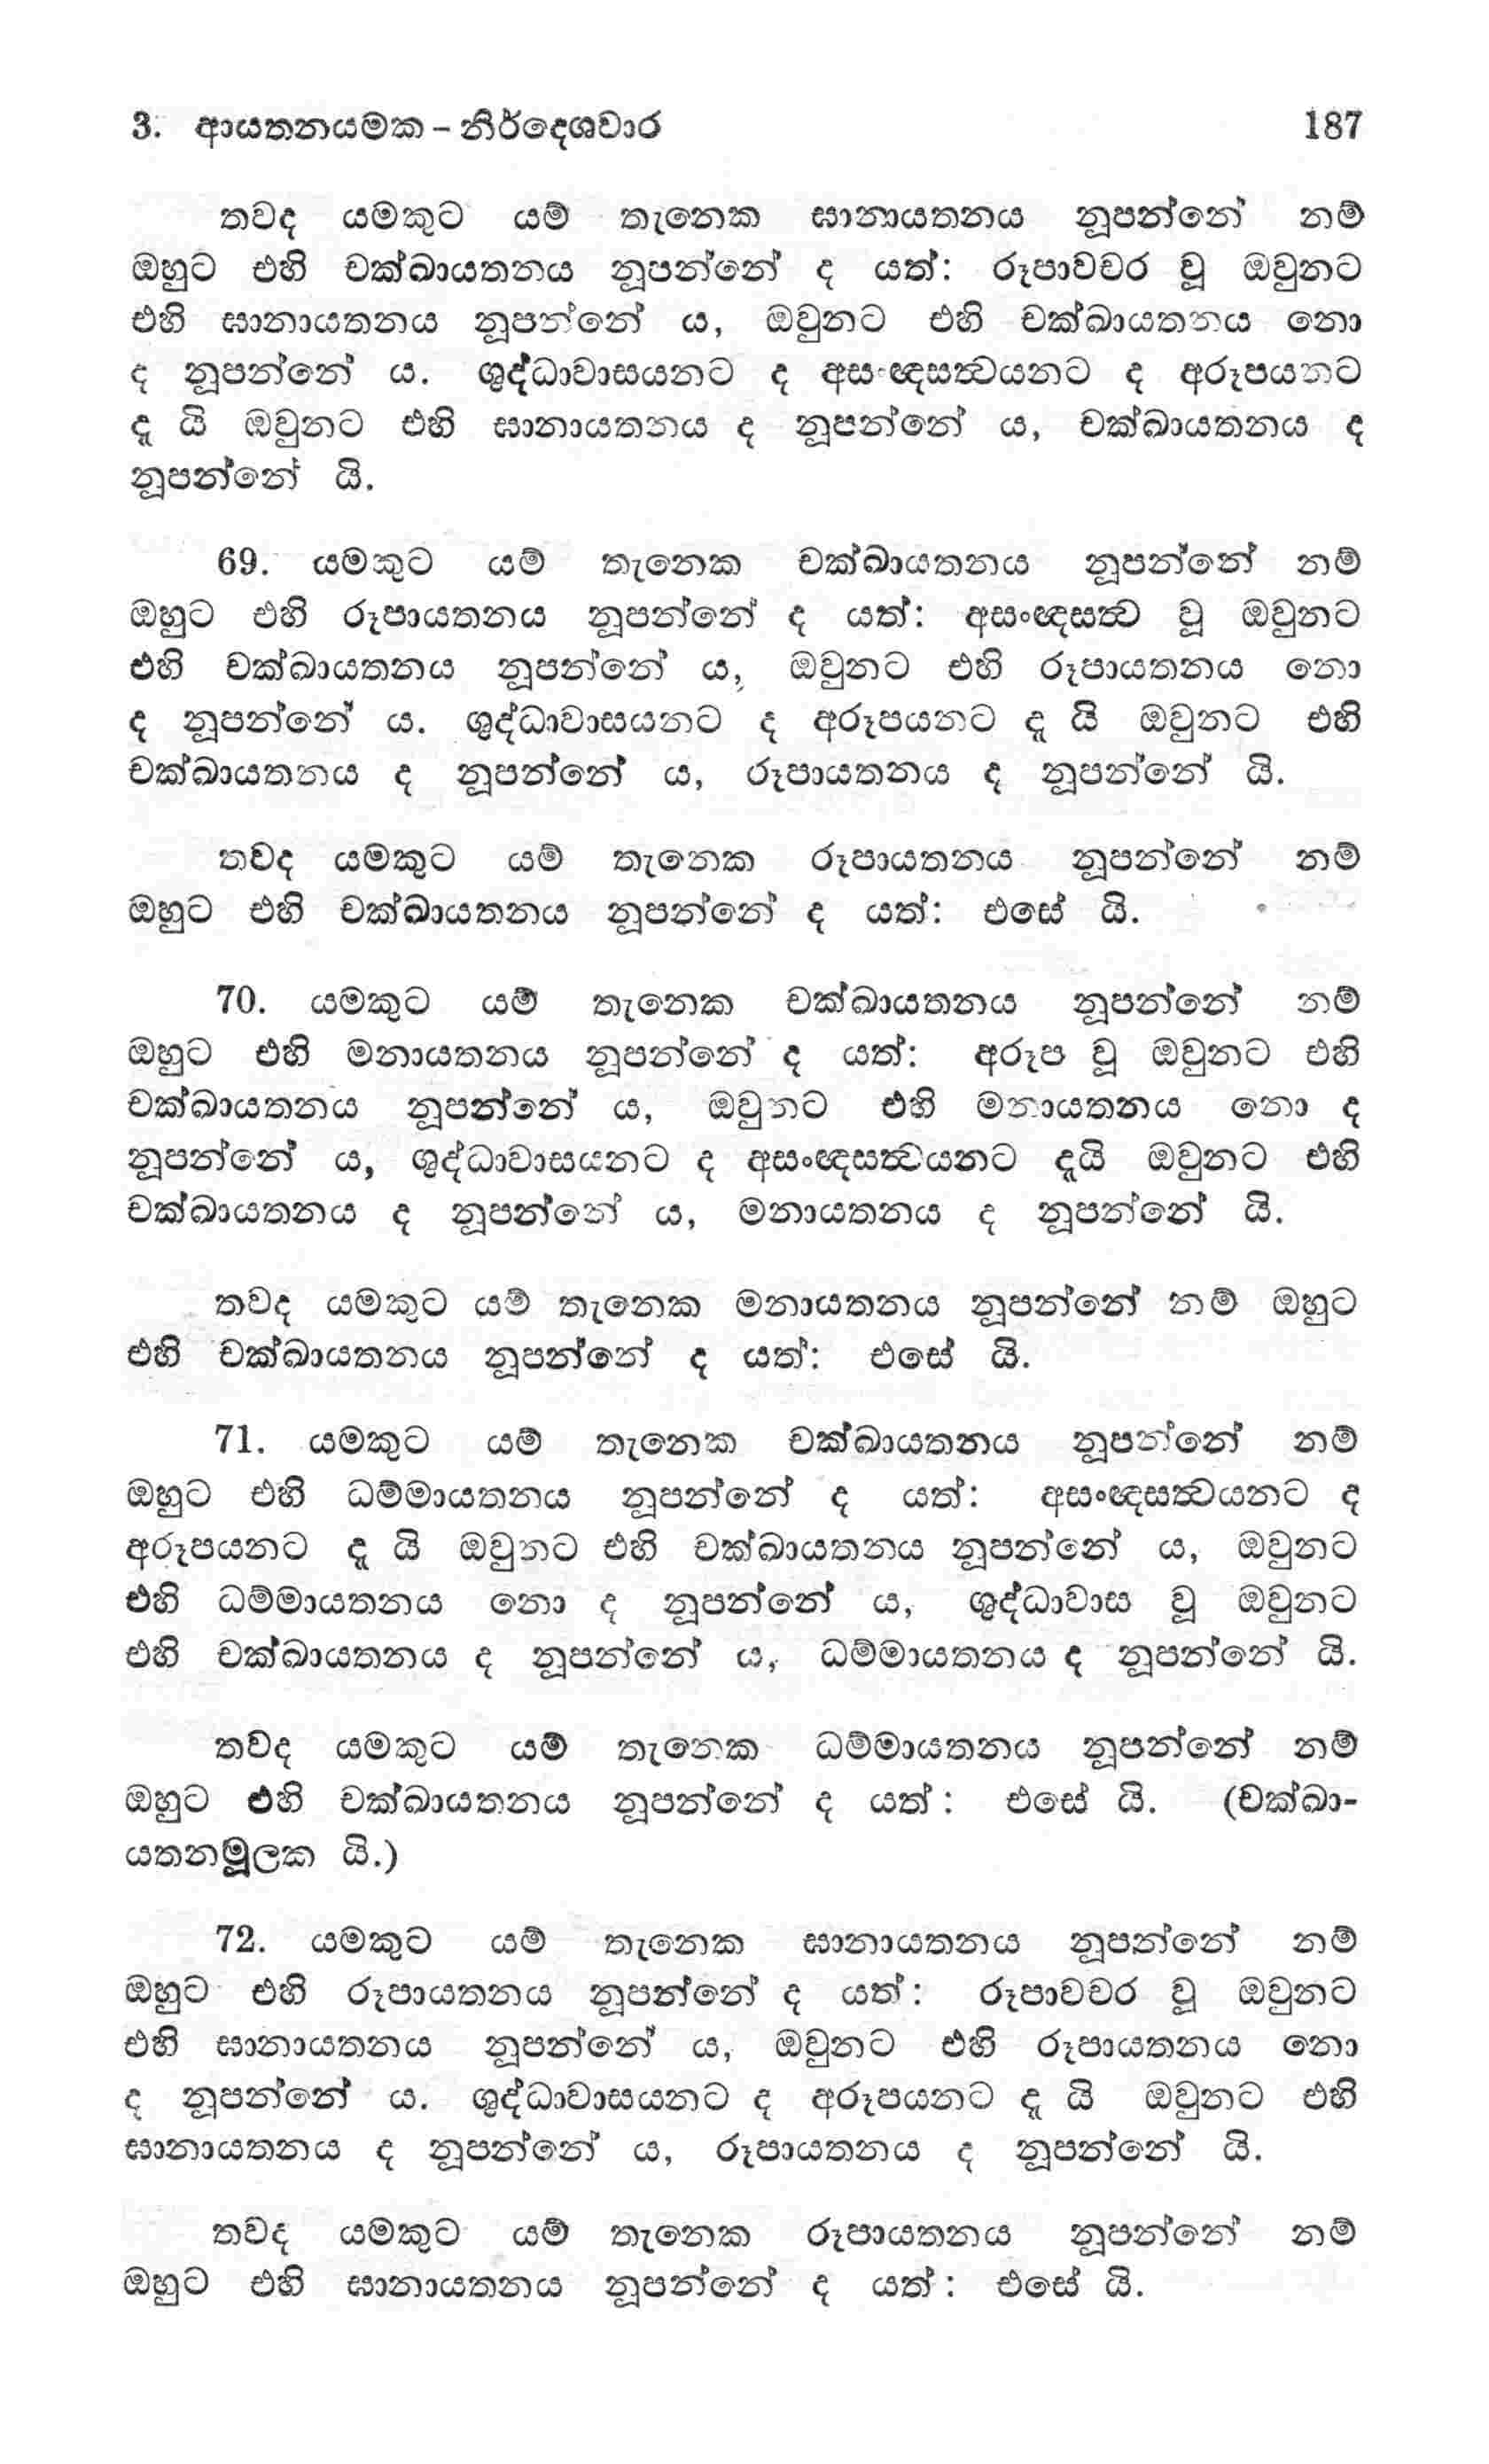 3. ආයතනයමක – නිර්දෙශවාර 187
තවද යමකුට යම් තැනෙක ඝානායතනය නූපන්නේ නම්
ඔහුට එහි චක්ඛායතනය නූපන්නේ ද යත්: රූපාවචර වූ ඔවුනට
එහි ඝානායතනය නූපන්නේ ය, ඔවුනට එහි චක්ඛායතනය නො
ද නූපන්නේ ය. ශුද්ධාවාසයනට ද අසංඥසත්‍වයනට ද අරූපයනට
දැ යි ඔවුනට එහි ඝානායතනය ද නූපන්නේ ය, චක්ඛායතනය ද
නූපන්නේ යි.
69. යමකුට යම් තැනෙක චක්ඛායතනය නූපන්නේ නම්
ඔහුට එහි රූපායතනය නූපන්නේ ද යත්: අසංඥසත්‍ව වූ ඔවුනට
එහි චක්ඛායතනය නූපන්නේ ය, ඔවුනට එහි රූපායතනය නො
ද නූපන්නේ ය. ශුද්ධාවාසයනට ද අරූපයනට දැ යි ඔවුනට එහි
චක්ඛායතනය ද නූපන්නේ ය, රූපායතනය ද නූපන්නේ යි.
තවද යමකුට යම් තැනෙක රූපායතනය නූපන්නේ නම්
ඔහුට එහි චක්ඛායතනය නූපන්නේ ද යත්: එසේ යි.
70. යමකුට යම් තැනෙක චක්ඛායතනය නූපන්නේ නම්
ඔහුට එහි මනායතනය නූපන්නේ ද යත්: අරූප වූ ඔවුනට එහි
චක්ඛායතනය නූපන්නේ ය, ඔවුනට එහි මනායතනය නො ද
නූපන්නේ ය, ශුද්ධාවාසයනට ද අසංඥසත්‍වයනට දැයි ඔවුනට එහි
චක්ඛායතනය ද නූපන්නේ ය, මනායතනය ද නූපන්නේ යි.
තවද යමකුට යම් තැනෙක මනායතනය නූපන්නේ නම් ඔහුට
එහි චක්ඛායතනය නූපන්නේ ද යත්: එසේ යි.
71. යමකුට යම් තැනෙක චක්ඛායතනය නූපන්නේ නම්
ඔහුට එහි ධම්මායතනය නූපන්නේ ද යත්: අසංඥසත්‍වයනට ද
අරූපයනට දැ යි ඔවුනට එහි චක්ඛායතනය නූපන්නේ ය, ඔවුනට
එහි ධම්මායතනය නො ද නූපන්නේ ය, ශුද්ධාවාස වූ ඔවුනට
එහි චක්ඛායතනය ද නූපන්නේ ය, ධම්මායතනය ද නූපන්නේ යි.
තවද යමකුට යම් තැනෙක ධම්මායතනය නූපන්නේ නම්
ඔහුට එහි චක්ඛායතනය නූපන්නේ ද යත්: එසේ යි. (චක්ඛා-
යතනමූලක යි.)
72. යමකුට යම් තැනෙක ඝානායතනය නූපන්නේ නම්
ඔහුට එහි රූපායතනය නූපන්නේ ද යත්: රූපාවචර වූ ඔවුනට
එහි ඝානායතනය නූපන්නේ ය, ඔවුනට එහි රූපායතනය නො
ද නූපන්නේ ය. ශුද්ධාවාසයනට ද අරූපයනට දැ යි ඔවුනට එහි
ඝානායතනය ද නූපන්නේ ය, රූපායතනය ද නූපන්නේ යි.
තවද යමකුට යම් තැනෙක රූපායතනය නූපන්නේ නම්
ඔහුට එහි ඝානායතනය නූපන්නේ ද යත්: එසේ යි.